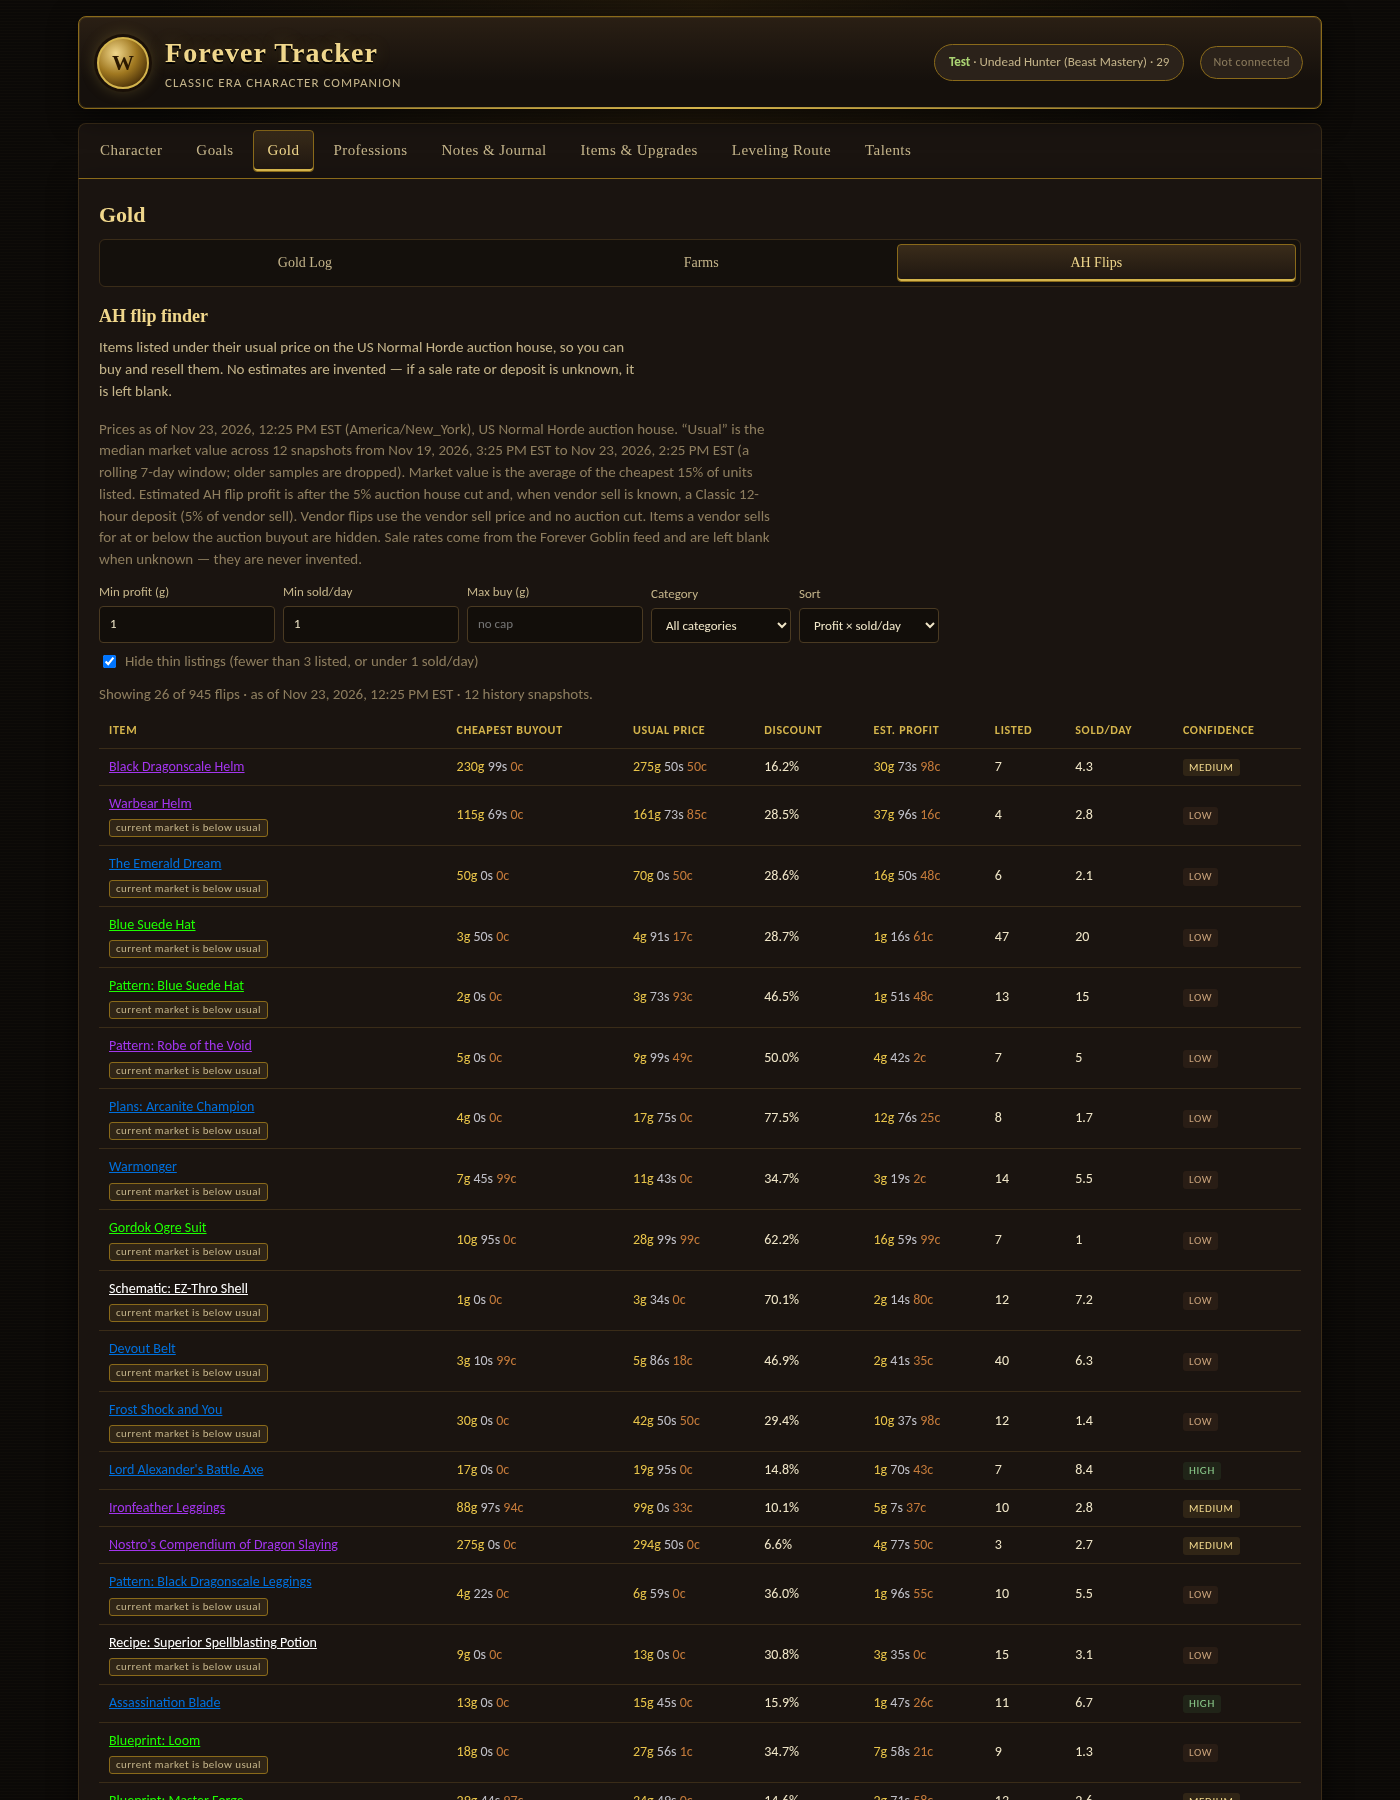 W
Forever Tracker
CLASSIC ERA CHARACTER COMPANION
Test · Undead Hunter (Beast Mastery) · 29
Not connected
Character Goals Gold Professions Notes & Journal Items & Upgrades Leveling Route Talents
Gold
Gold Log Farms AH Flips
AH flip finder
Items listed under their usual price on the US Normal Horde auction house, so you can
buy and resell them. No estimates are invented — if a sale rate or deposit is unknown, it
is left blank.
Prices as of Nov 23, 2026, 12:25 PM EST (America/New_York), US Normal Horde auction house. “Usual” is the
median market value across 12 snapshots from Nov 19, 2026, 3:25 PM EST to Nov 23, 2026, 2:25 PM EST (a
rolling 7-day window; older samples are dropped). Market value is the average of the cheapest 15% of units
listed. Estimated AH flip profit is after the 5% auction house cut and, when vendor sell is known, a Classic 12-
hour deposit (5% of vendor sell). Vendor flips use the vendor sell price and no auction cut. Items a vendor sells
for at or below the auction buyout are hidden. Sale rates come from the Forever Goblin feed and are left blank
when unknown — they are never invented.
Min profit (g) Min sold/day Max buy (g) Category Sort
1 1 no cap All categories Profit × sold/day
Hide thin listings (fewer than 3 listed, or under 1 sold/day)
Showing 26 of 945 flips · as of Nov 23, 2026, 12:25 PM EST · 12 history snapshots.
ITEM CHEAPEST BUYOUT USUAL PRICE DISCOUNT EST. PROFIT LISTED SOLD/DAY CONFIDENCE
Black Dragonscale Helm 230g 99s 0c 275g 50s 50c 16.2% 30g 73s 98c 7 4.3 MEDIUM
Warbear Helm 115g 69s 0c 161g 73s 85c 28.5% 37g 96s 16c 4 2.8 LOW
current market is below usual
The Emerald Dream 50g 0s 0c 70g 0s 50c 28.6% 16g 50s 48c 6 2.1 LOW
current market is below usual
Blue Suede Hat 3g 50s 0c 4g 91s 17c 28.7% 1g 16s 61c 47 20 LOW
current market is below usual
Pattern: Blue Suede Hat 2g 0s 0c 3g 73s 93c 46.5% 1g 51s 48c 13 15 LOW
current market is below usual
Pattern: Robe of the Void 5g 0s 0c 9g 99s 49c 50.0% 4g 42s 2c 7 5 LOW
current market is below usual
Plans: Arcanite Champion 4g 0s 0c 17g 75s 0c 77.5% 12g 76s 25c 8 1.7 LOW
current market is below usual
Warmonger 7g 45s 99c 11g 43s 0c 34.7% 3g 19s 2c 14 5.5 LOW
current market is below usual
Gordok Ogre Suit 10g 95s 0c 28g 99s 99c 62.2% 16g 59s 99c 7 1 LOW
current market is below usual
Schematic: EZ-Thro Shell 1g 0s 0c 3g 34s 0c 70.1% 2g 14s 80c 12 7.2 LOW
current market is below usual
Devout Belt 3g 10s 99c 5g 86s 18c 46.9% 2g 41s 35c 40 6.3 LOW
current market is below usual
Frost Shock and You 30g 0s 0c 42g 50s 50c 29.4% 10g 37s 98c 12 1.4 LOW
current market is below usual
Lord Alexander's Battle Axe 17g 0s 0c 19g 95s 0c 14.8% 1g 70s 43c 7 8.4 HIGH
Ironfeather Leggings 88g 97s 94c 99g 0s 33c 10.1% 5g 7s 37c 10 2.8 MEDIUM
Nostro's Compendium of Dragon Slaying 275g 0s 0c 294g 50s 0c 6.6% 4g 77s 50c 3 2.7 MEDIUM
Pattern: Black Dragonscale Leggings 4g 22s 0c 6g 59s 0c 36.0% 1g 96s 55c 10 5.5 LOW
current market is below usual
Recipe: Superior Spellblasting Potion 9g 0s 0c 13g 0s 0c 30.8% 3g 35s 0c 15 3.1 LOW
current market is below usual
Assassination Blade 13g 0s 0c 15g 45s 0c 15.9% 1g 47s 26c 11 6.7 HIGH
Blueprint: Loom 18g 0s 0c 27g 56s 1c 34.7% 7g 58s 21c 9 1.3 LOW
current market is below usual